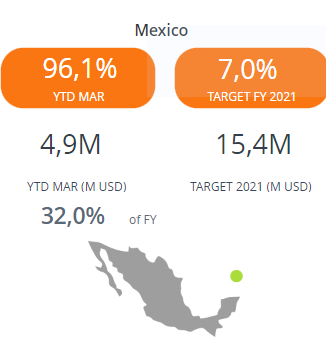 Mexico
96,1% 7,0%
YTD MAR TARGET FY 2021
4,9M 15,4M
YTD MAR (M USD) TARGET 2021 (M USD)
32,0% of FY